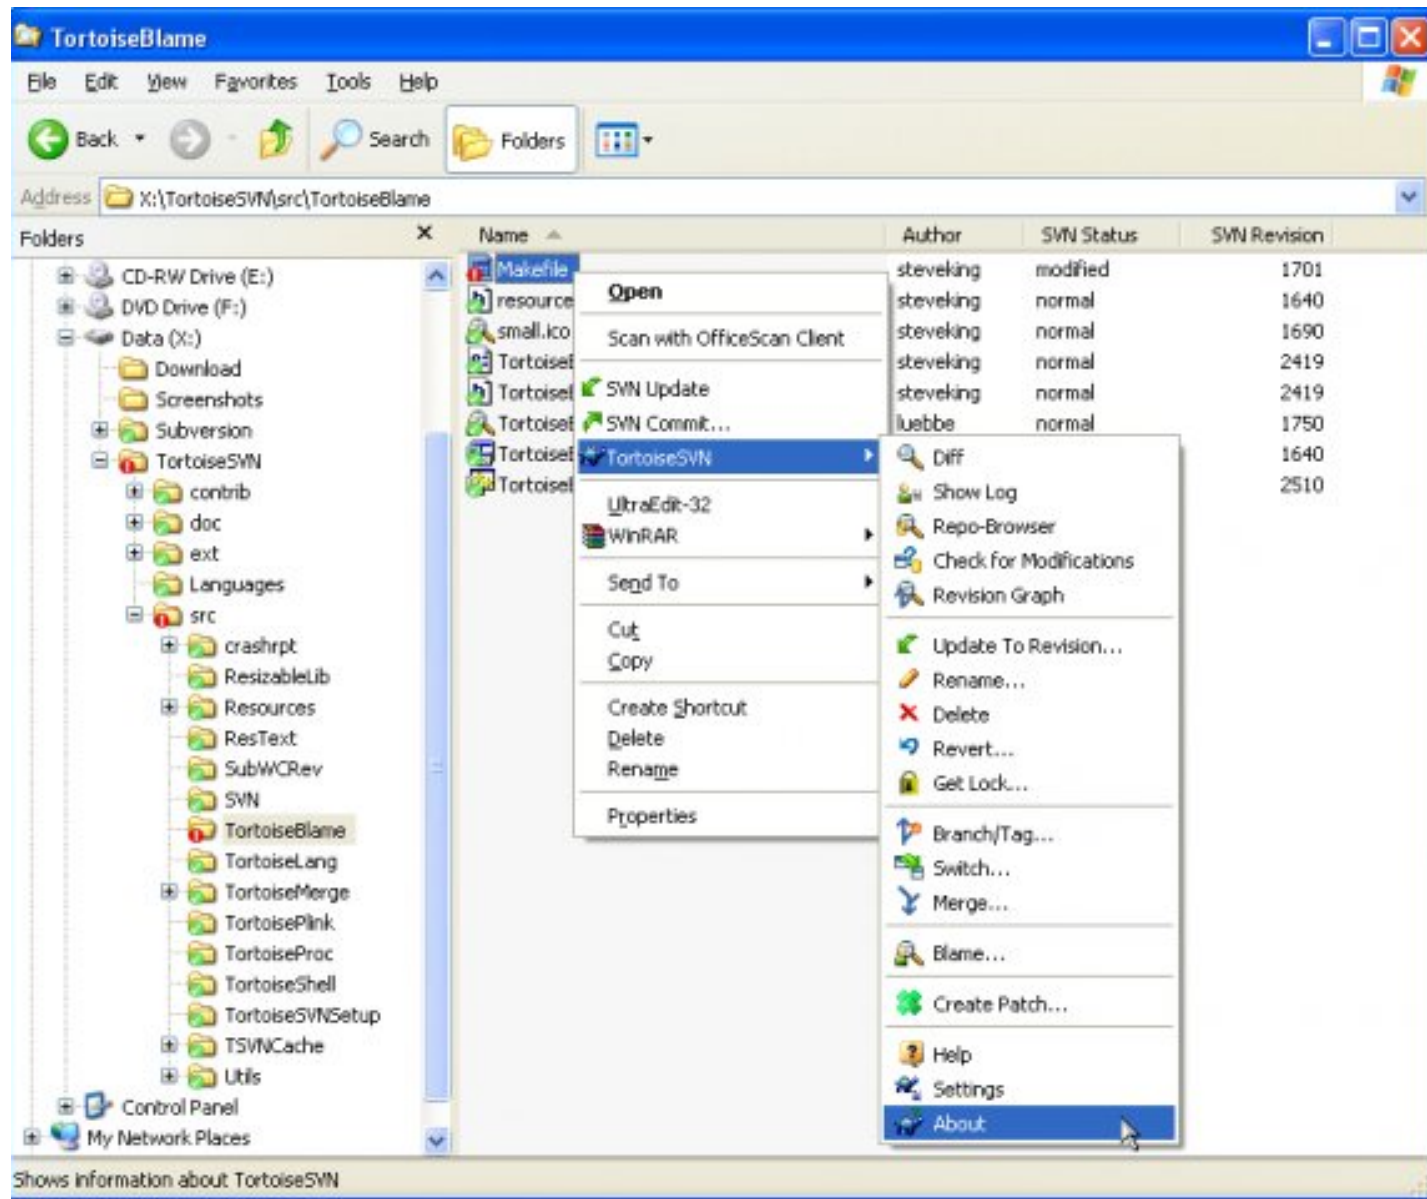 TortoiseBlame
File Edit View Favorites Tools Help
Back Search Folders
Address X:\TortoiseSVN\src\TortoiseBlame
Folders
CD-RW Drive (E:)
DVD Drive (F:)
Data (X:)
Download
Screenshots
Subversion
TortoiseSVN
contrib
doc
ext
Languages
src
crashrpt
ResizableLib
Resources
ResText
SubWCRev
SVN
TortoiseBlame
TortoiseLang
TortoiseMerge
TortoisePlink
TortoiseProc
TortoiseShell
TortoiseSVNSetup
TSVNCache
Utils
Control Panel
My Network Places
Name Author SVN Status SVN Revision
Makefile steveking modified 1701
resource steveking normal 1640
small.ico steveking normal 1690
Tortoise steveking normal 2419
Tortoise steveking normal 2419
Tortoise luebbe normal 1750
Tortoise 1640
Tortoise 2510
Open
Scan with OfficeScan Client
SVN Update
SVN Commit...
TortoiseSVN
UltraEdit-32
WinRAR
Send To
Cut
Copy
Create Shortcut
Delete
Rename
Properties
Diff
Show Log
Repo-Browser
Check for Modifications
Revision Graph
Update To Revision...
Rename...
Delete
Revert...
Get Lock...
Branch/Tag...
Switch...
Merge...
Blame...
Create Patch...
Help
Settings
About
Shows information about TortoiseSVN